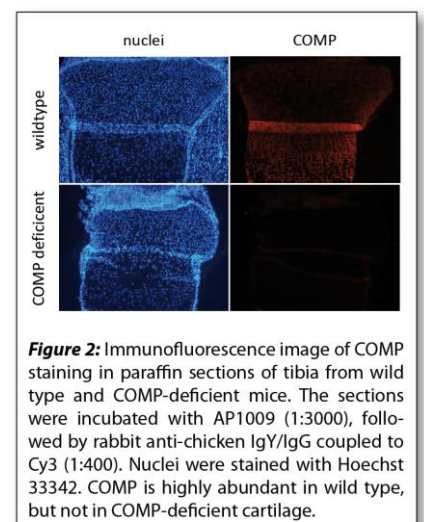 nuclei COMP
wildtype
COMP deficicent
Figure 2: Immunofluorescence image of COMP
staining in paraffin sections of tibia from wild
type and COMP-deficient mice. The sections
were incubated with AP1009 (1:3000), follo-
wed by rabbit anti-chicken IgY/IgG coupled to
Cy3 (1:400). Nuclei were stained with Hoechst
33342. COMP is highly abundant in wild type,
but not in COMP-deficient cartilage.